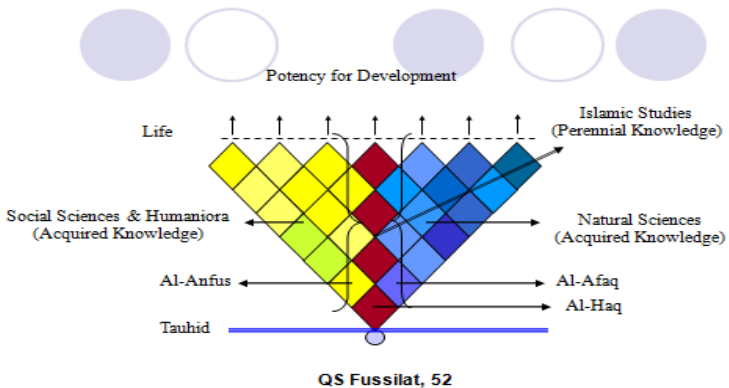 Potency for Development
Islamic Studies
(Perennial Knowledge)
Life
Social Sciences & Humaniora
(Acquired Knowledge)
Natural Sciences
(Acquired Knowledge)
Al-Anfus
Al-Afaq
Al-Haq
Tauhid
QS Fussilat, 52